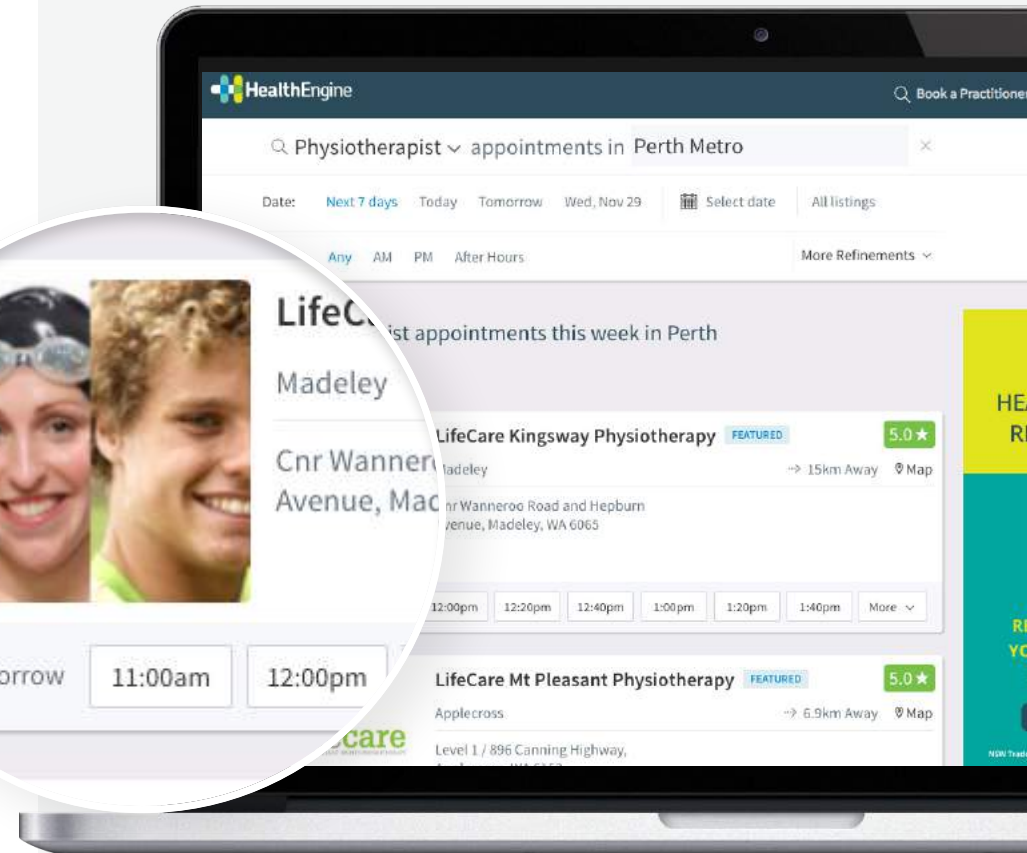 HealthEngine
Book a Practitioner
Physiotherapist appointments in Perth Metro
Date: Next 7 days Today Tomorrow Wed, Nov 29 Select date All listings
Any AM PM After Hours More Refinements
ist appointments this week in Perth
LifeC
Madeley
Cnr Wanner
Avenue, Mad
orrow 11:00am 12:00pm
LifeCare Kingsway Physiotherapy FEATURED 5.0
Madeley 15km Away Map
nr Wanneroo Road and Hepburn
venue, Madeley, WA 6065
12:00pm 12:20pm 12:40pm 1:00pm 1:20pm 1:40pm More
LifeCare Mt Pleasant Physiotherapy FEATURED 5.0
Applecross 6.9km Away Map
care
Level 1 / 896 Canning Highway,
HEA
RE
YO
NSW Trade